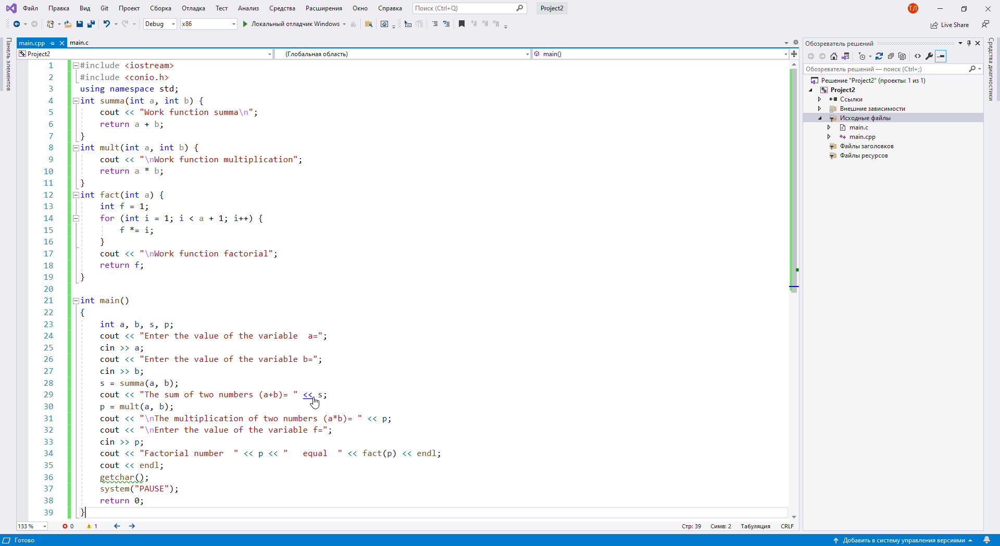 Файл Правка Вид Git Проект Сборка Отладка Тест Анализ Средства Расширения Окно Справка Поиск (Ctrl+Q) Project2 ТЛ
Debug x86 Локальный отладчик Windows Live Share
Панель элементов
main.cpp main.c
Project2 (Глобальная область) main()
1 #include <iostream>
2 #include <conio.h>
3 using namespace std;
4 int summa(int a, int b) {
5 cout << "Work function summa\n";
6 return a + b;
7 }
8 int mult(int a, int b) {
9 cout << "\nWork function multiplication";
10 return a * b;
11 }
12 int fact(int a) {
13 int f = 1;
14 for (int i = 1; i < a + 1; i++) {
15 f *= i;
16 }
17 cout << "\nWork function factorial";
18 return f;
19 }
20
21 int main()
22 {
23 int a, b, s, p;
24 cout << "Enter the value of the variable  a=";
25 cin >> a;
26 cout << "Enter the value of the variable b=";
27 cin >> b;
28 s = summa(a, b);
29 cout << "The sum of two numbers (a+b)= " << s;
30 p = mult(a, b);
31 cout << "\nThe multiplication of two numbers (a*b)= " << p;
32 cout << "\nEnter the value of the variable f=";
33 cin >> p;
34 cout << "Factorial number  " << p << "   equal  " << fact(p) << endl;
35 cout << endl;
36 getchar();
37 system("PAUSE");
38 return 0;
39 }
133 % 0 1 Стр: 39 Симв: 2 Табуляция CRLF
Обозреватель решений
Обозреватель решений — поиск (Ctrl+;)
Решение "Project2" (проекты: 1 из 1)
Project2
Ссылки
Внешние зависимости
Исходные файлы
main.c
main.cpp
Файлы заголовков
Файлы ресурсов
Средства диагностики
Готово Добавить в систему управления версиями